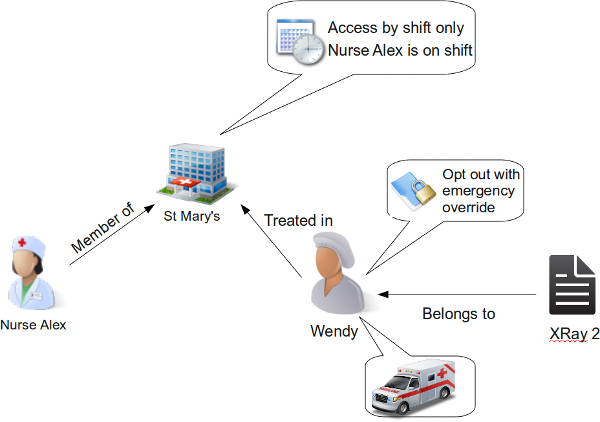 Access by shift only
Nurse Alex is on shift
Member of
St Mary's
Treated in
Opt out with
emergency
override
Nurse Alex
Wendy
Belongs to
XRay 2